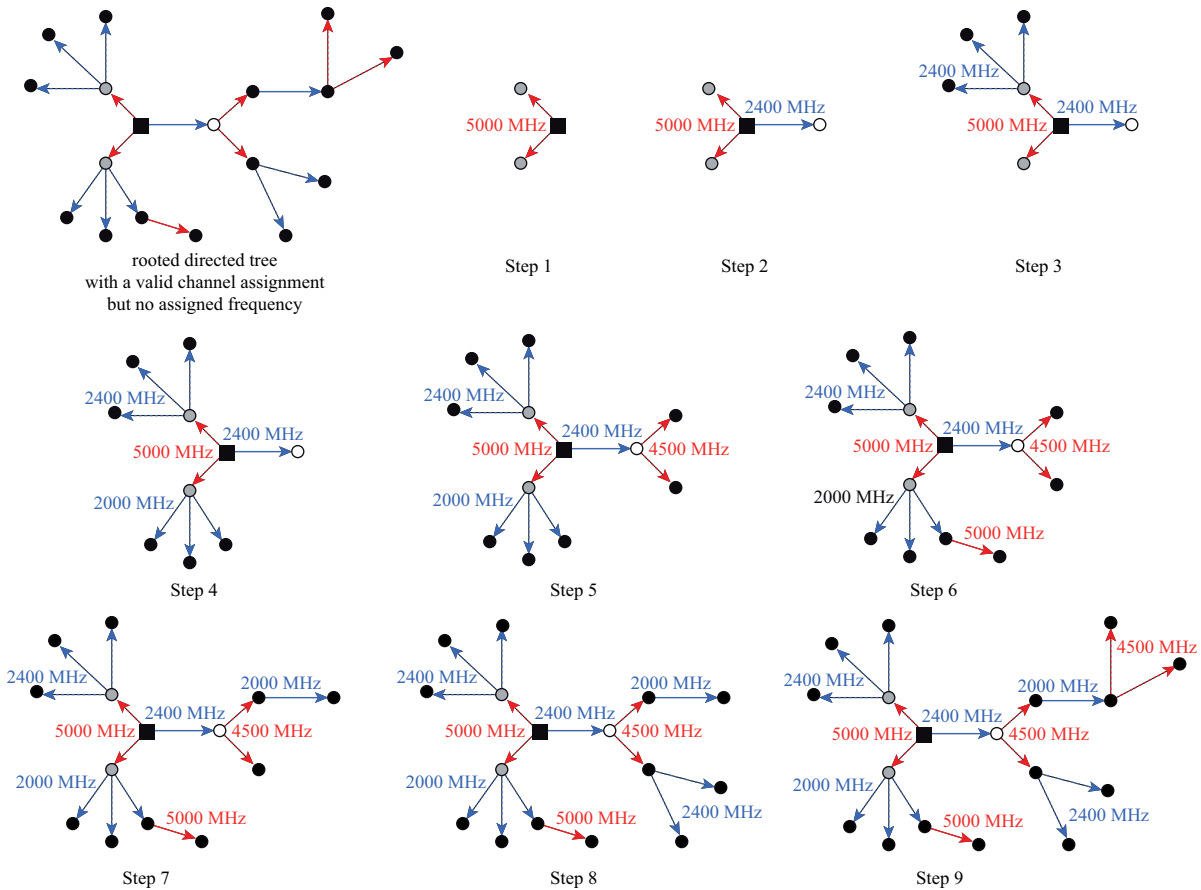 rooted directed tree
with a valid channel assignment
but no assigned frequency
5000 MHz
Step 1
2400 MHz
5000 MHz
Step 2
2400 MHz
2400 MHz
5000 MHz
Step 3
2400 MHz
2400 MHz
5000 MHz
2000 MHz
Step 4
2400 MHz
2400 MHz
5000 MHz
4500 MHz
2000 MHz
Step 5
2400 MHz
2400 MHz
5000 MHz
4500 MHz
2000 MHz
5000 MHz
Step 6
2400 MHz
2000 MHz
2400 MHz
5000 MHz
4500 MHz
2000 MHz
5000 MHz
Step 7
2400 MHz
2000 MHz
2400 MHz
5000 MHz
4500 MHz
2000 MHz
2400 MHz
5000 MHz
Step 8
4500 MHz
2400 MHz
2000 MHz
2400 MHz
5000 MHz
4500 MHz
2000 MHz
2400 MHz
5000 MHz
Step 9